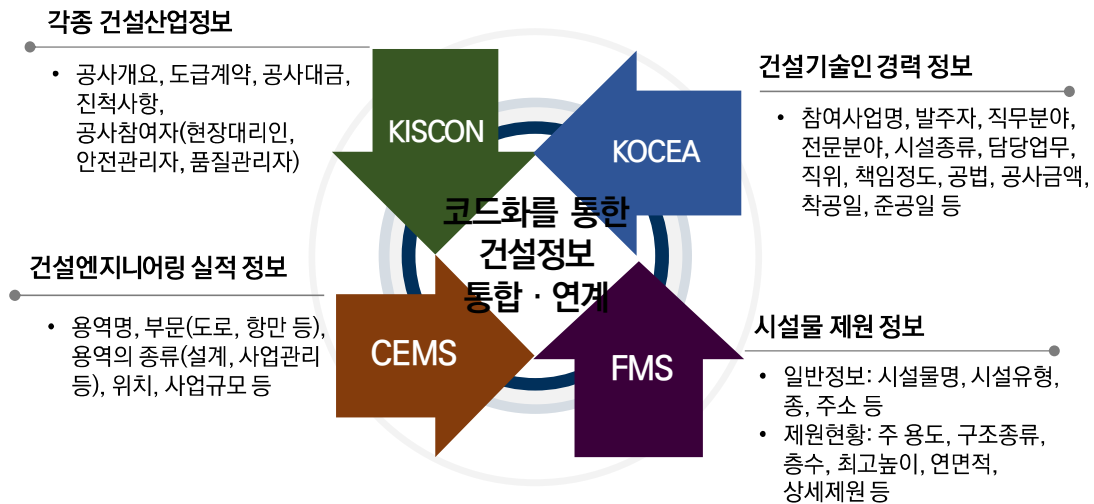 각종 건설산업정보
• 공사개요, 도급계약, 공사대금,
진척사항,
공사참여자(현장대리인,
안전관리자, 품질관리자)
KISCON
건설기술인 경력 정보
• 참여사업명, 발주자, 직무분야,
전문분야, 시설종류, 담당업무,
직위, 책임정도, 공법, 공사금액,
착공일, 준공일 등
KOCEA
코드화를 통한
건설정보
통합 · 연계
건설엔지니어링 실적 정보
• 용역명, 부문(도로, 항만 등),
용역의 종류(설계, 사업관리
등), 위치, 사업규모 등
CEMS
시설물 제원 정보
• 일반정보: 시설물명, 시설유형,
종, 주소 등
• 제원현황: 주 용도, 구조종류,
층수, 최고높이, 연면적,
상세제원 등
FMS